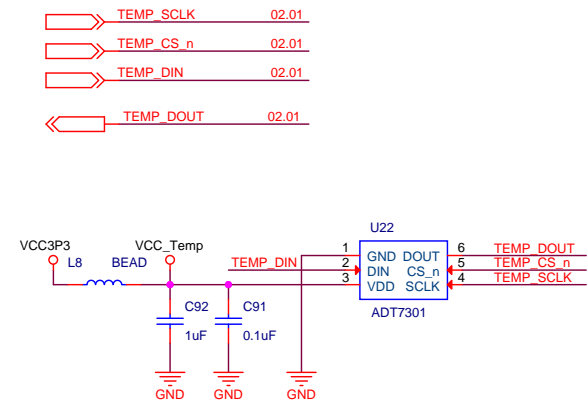 TEMP_SCLK 02.01
TEMP_CS_n 02.01
TEMP_DIN 02.01
TEMP_DOUT 02.01
U22
VCC3P3 VCC_Temp
1 GND DOUT 6 TEMP_DOUT
L8 BEAD TEMP_DIN 2 DIN CS_n 5 TEMP_CS_n
3 VDD SCLK 4 TEMP_SCLK
C92 C91 ADT7301
1uF 0.1uF
GND GND GND